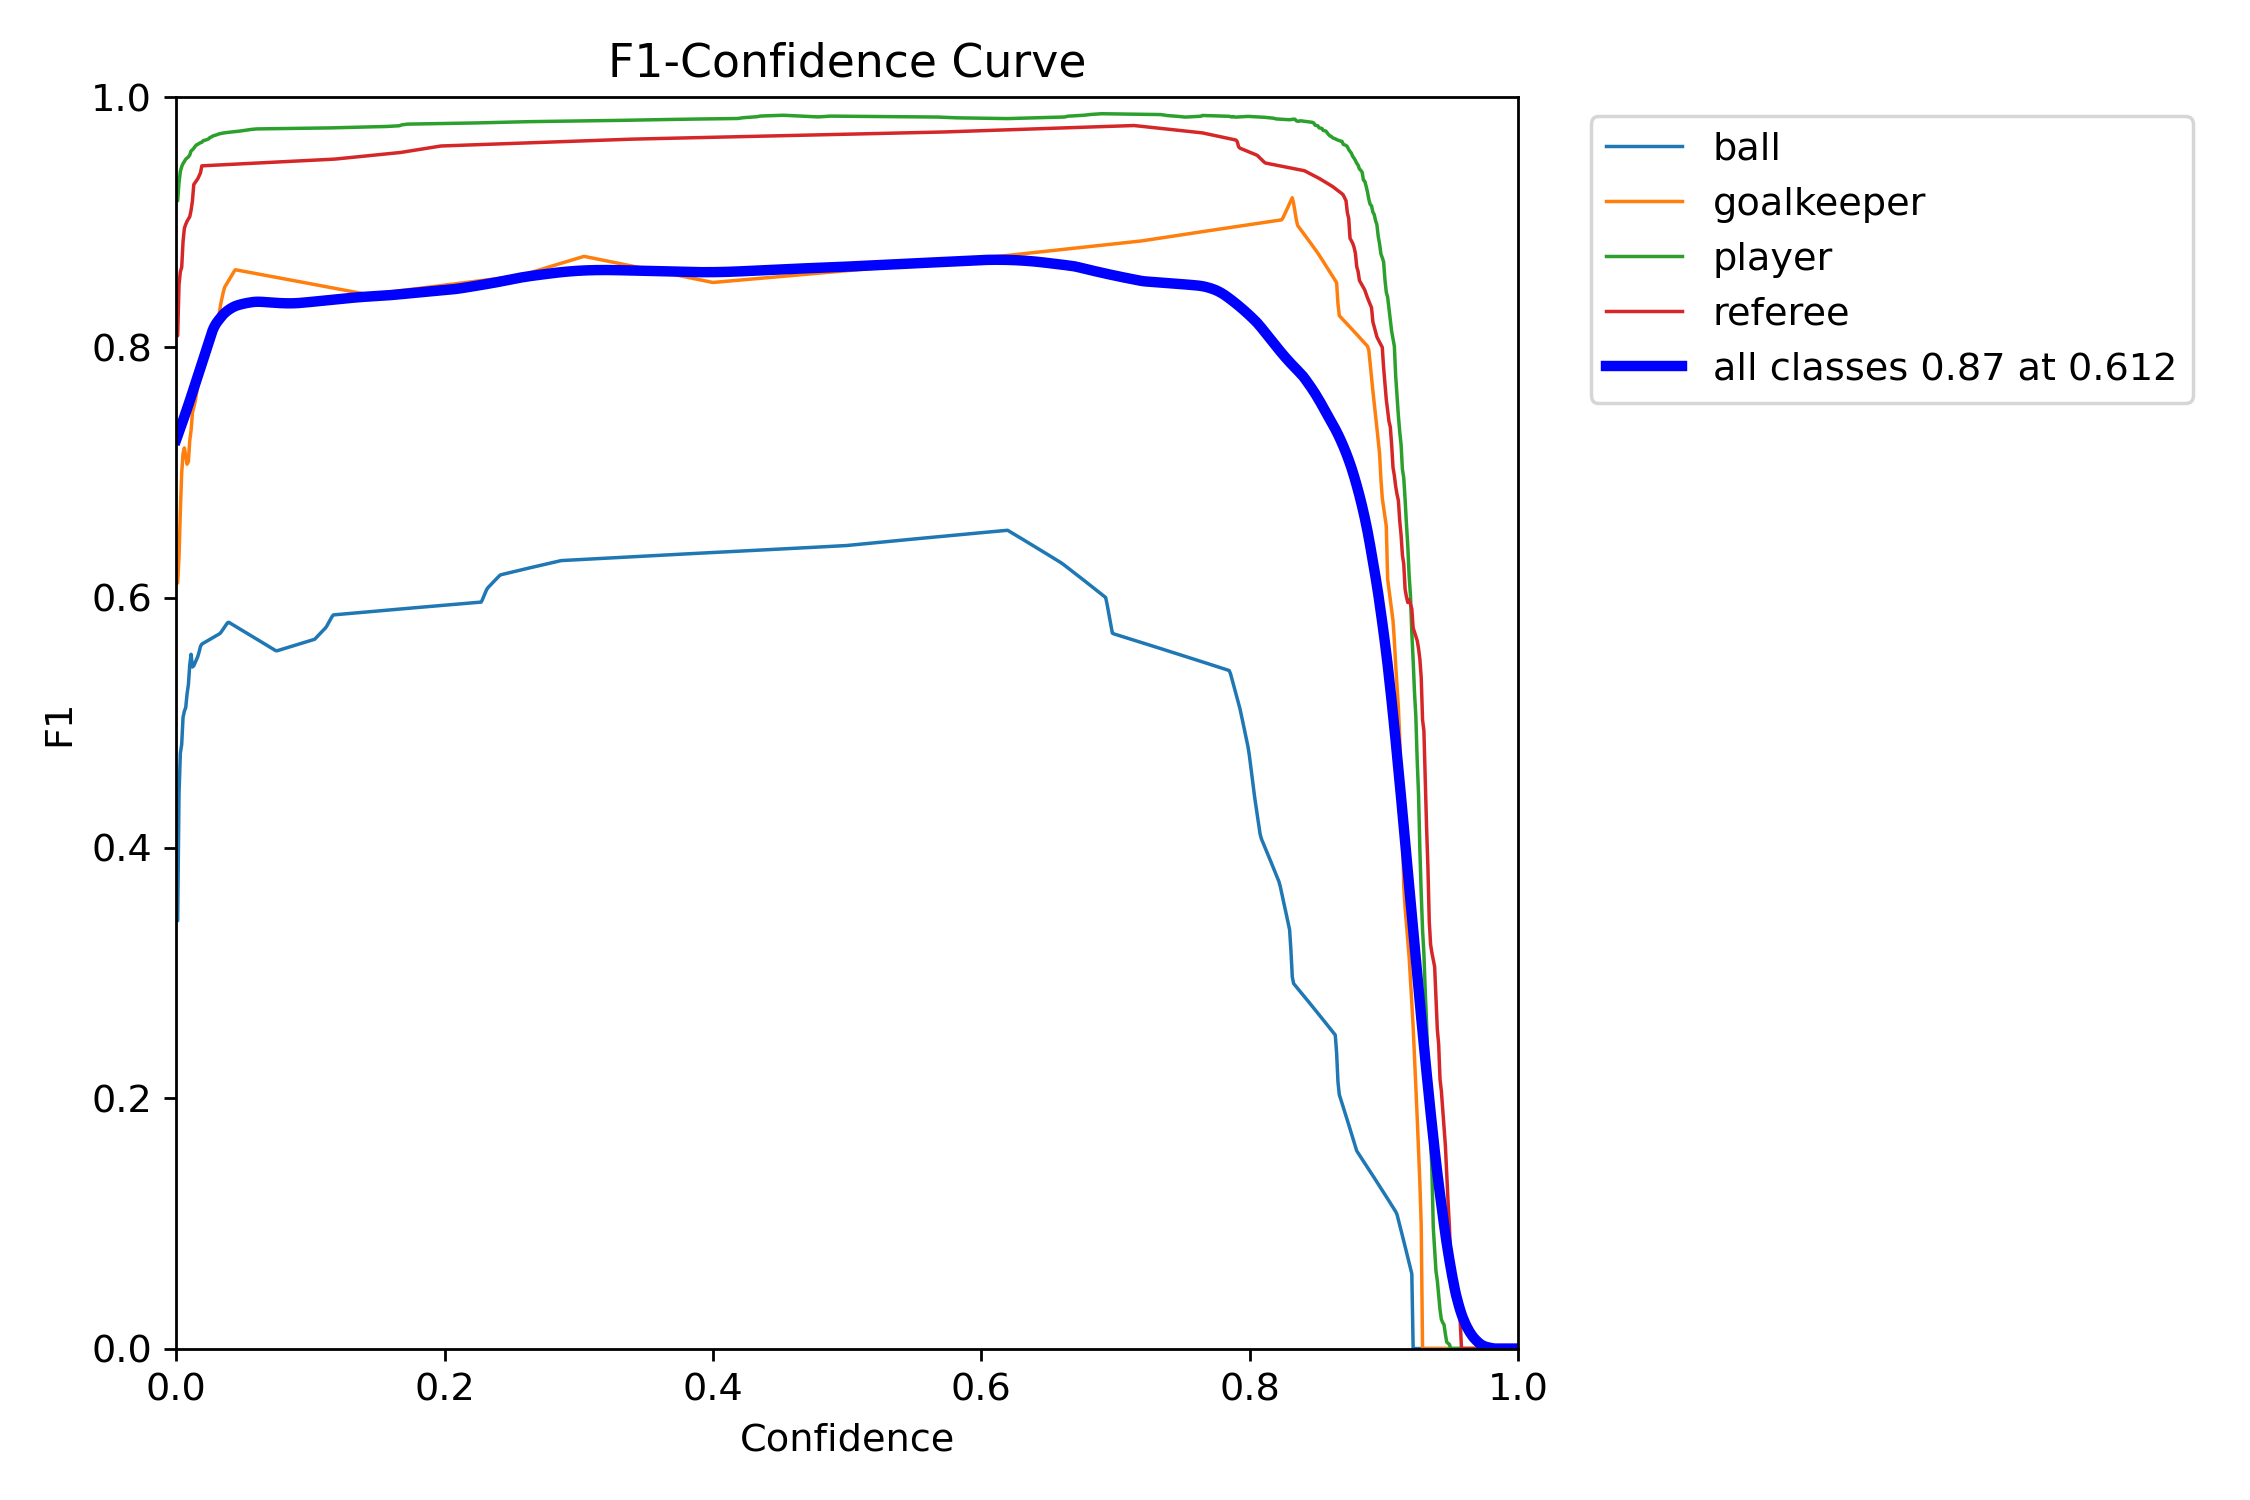 F1-Confidence Curve
1.0
0.8
0.6
0.4
0.2
0.0
F1
0.0 0.2 0.4 0.6 0.8 1.0
Confidence
ball
goalkeeper
player
referee
all classes 0.87 at 0.612